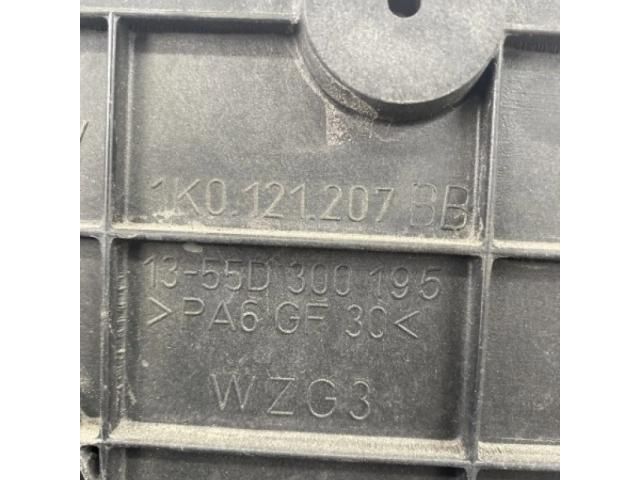 1K0.121.207 BB
13-55D 300 195
>PA6 GF 30<
WZG3